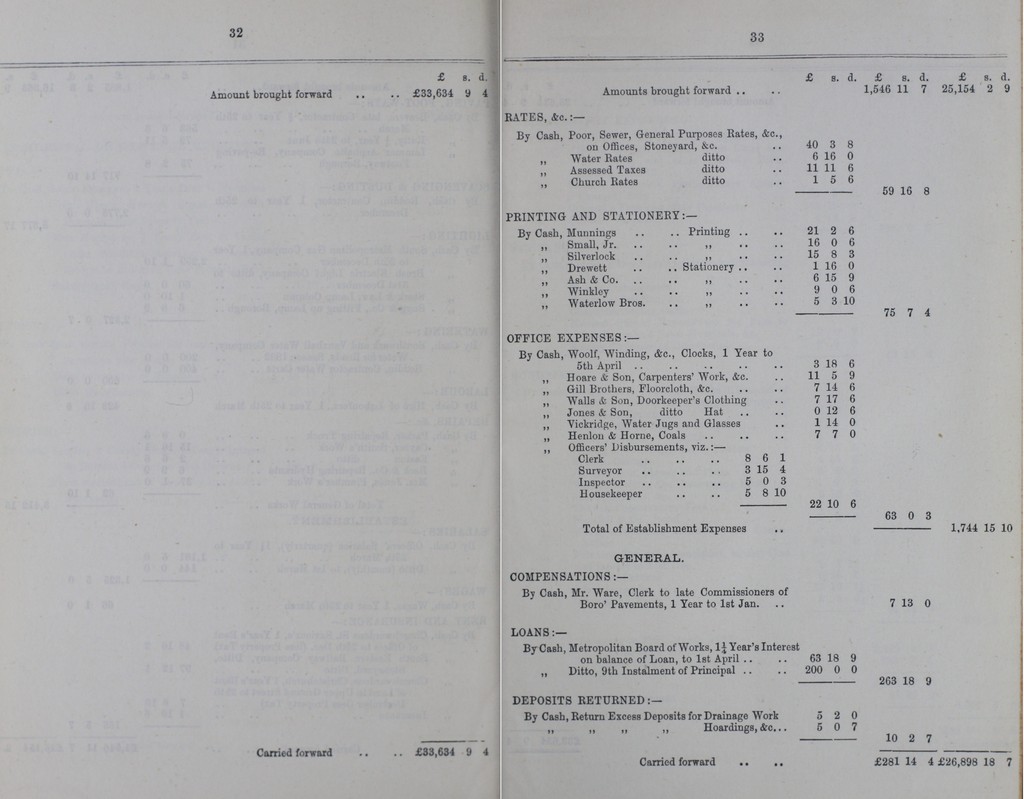 32
£ s. d.
Amount brought forward .. .. £33,634 9 4
Carried forward .. .. £33,634 9 4
33
£ s. d. £ s. d. £ s. d.
Amounts brought forward .. .. 1,546 11 7 25,154 2 9
RATES, &c.:—
By Cash, Poor, Sewer, General Purposes Rates, &c.,
on Offices, Stoneyard, &c. .. 40 3 8
„ Water Rates ditto .. 6 16 0
„ Assessed Taxes ditto .. 11 11 6
„ Church Rates ditto .. 1 5 6
59 16 8
PRINTING AND STATIONERY:—
By Cash, Munnings .. .. Printing .. .. 21 2 6
„ Small, Jr. .. .. „ .. .. 16 0 6
„ Silverlock .. .. „ .. .. 15 8 3
„ Drewett .. .. Stationery .. .. 1 16 0
„ Ash & Co. .. .. „ .. .. 6 15 9
„ Winkley .. .. „ .. .. 9 0 6
„ Waterlow Bros. .. „ .. .. 5 3 10
75 7 4
OFFICE EXPENSES:—
By Cash, Woolf, Winding, &c., Clocks, 1 Year to
5th April .. .. .. .. .. 3 18 6
„ Hoare & Son, Carpenters' Work, &c. .. 11 5 9
„ Gill Brothers, Floorcloth, &c. .. .. 7 14 6
„ Walls & Son, Doorkeeper's Clothing .. 7 17 6
„ Jones & Son, ditto Hat .. .. 0 12 6
„ Vickridge, Water Jugs and Glasses .. 1 14 0
„ Henlon & Horne, Coals .. .. .. 7 7 0
„ Officers' Disbursements, viz.:—
Clerk .. .. .. 8 6 1
Surveyor .. .. .. 3 15 4
Inspector .. .. .. 5 0 3
Housekeeper .. .. 5 8 10
22 10 6
63 0 3
Total of Establishment Expenses .. 1,744 15 10
GENERAL.
COMPENSATIONS:—
By Cash, Mr. Ware, Clerk to late Commissioners of
Boro' Pavements, 1 Year to 1st Jan. .. 7 13 0
LOANS:—
By Cash, Metropolitan Board of Works, 1¼ Year's Interest
on balance of Loan, to 1st April .. .. 63 18 9
„ Ditto, 9th Instalment of Principal .. .. 200 0 0
263 18 9
DEPOSITS RETURNED:—
By Cash, Return Excess Deposits for Drainage Work 5 2 0
„ „ „ „ Hoardings, &c... 5 0 7
10 2 7
Carried forward .. .. £281 14 4 £26,898 18 7